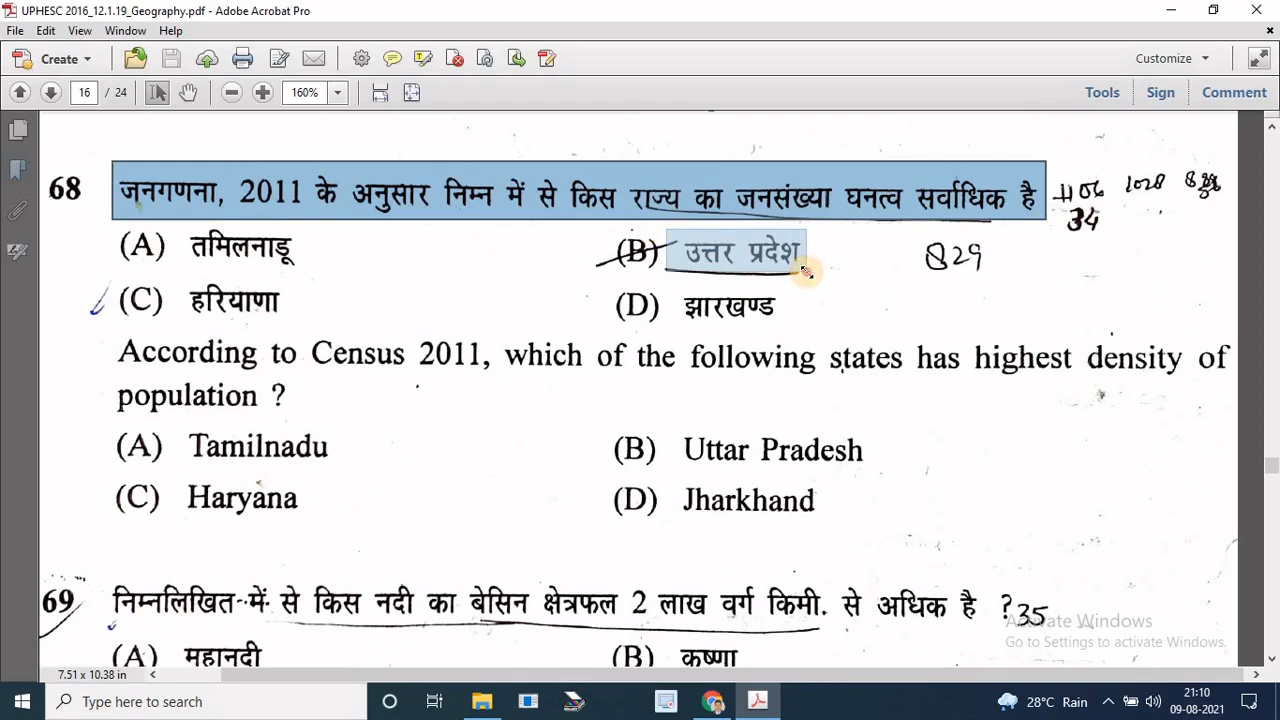 UPHESC 2016_12.1.19_Geography.pdf - Adobe Acrobat Pro
File Edit View Window Help
Create Customize
16 / 24 160% Tools Sign Comment
68 जनगणना, 2011 के अनुसार निम्न में से किस राज्य का जनसंख्या घनत्व सर्वाधिक है 1106 1028
34
(A) तमिलनाडू (B) उत्तर प्रदेश 829
(C) हरियाणा (D) झारखण्ड
According to Census 2011, which of the following states has highest density of
population ?
(A) Tamilnadu (B) Uttar Pradesh
(C) Haryana (D) Jharkhand
69 निम्नलिखित में से किस नदी का बेसिन क्षेत्रफल 2 लाख वर्ग किमी. से अधिक है ? 35
Activate Windows
Go to Settings to activate Windows.
(A) महानदी (B) कृष्णा
7.51 x 10.38 in
Type here to search 28°C Rain 21:10
09-08-2021